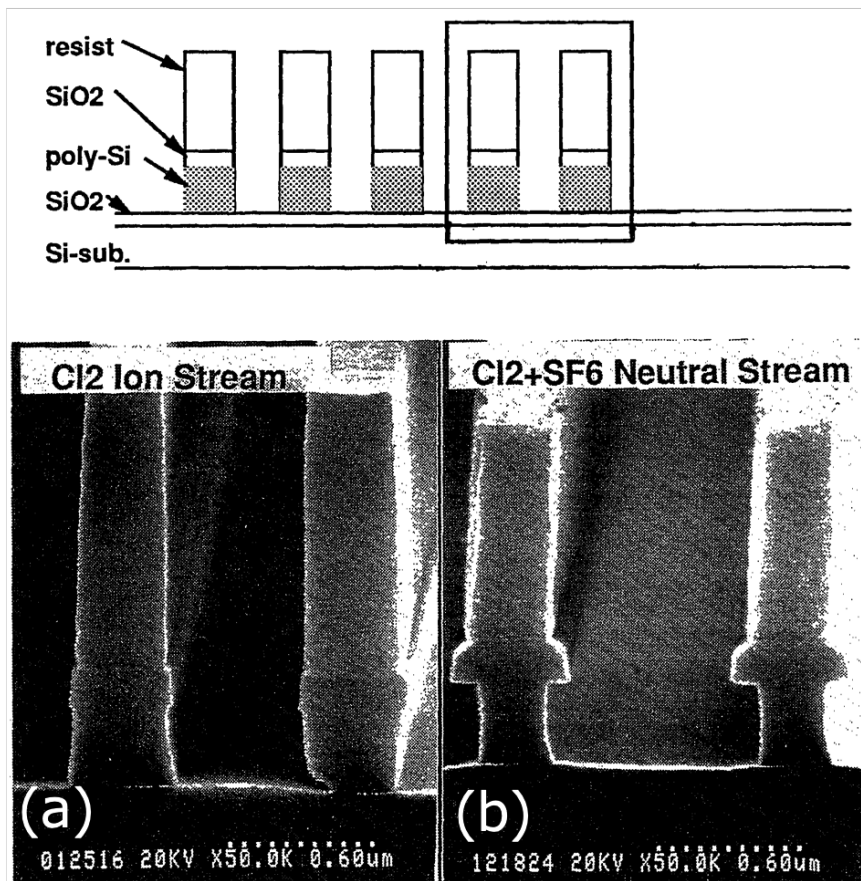 resist
SiO2
poly-Si
SiO2
Si-sub.
Cl2 Ion Stream
Cl2+SF6 Neutral Stream
(a)
(b)
012516 20KV X50.0K 0.60um
121824 20KV X50.0K 0.60um